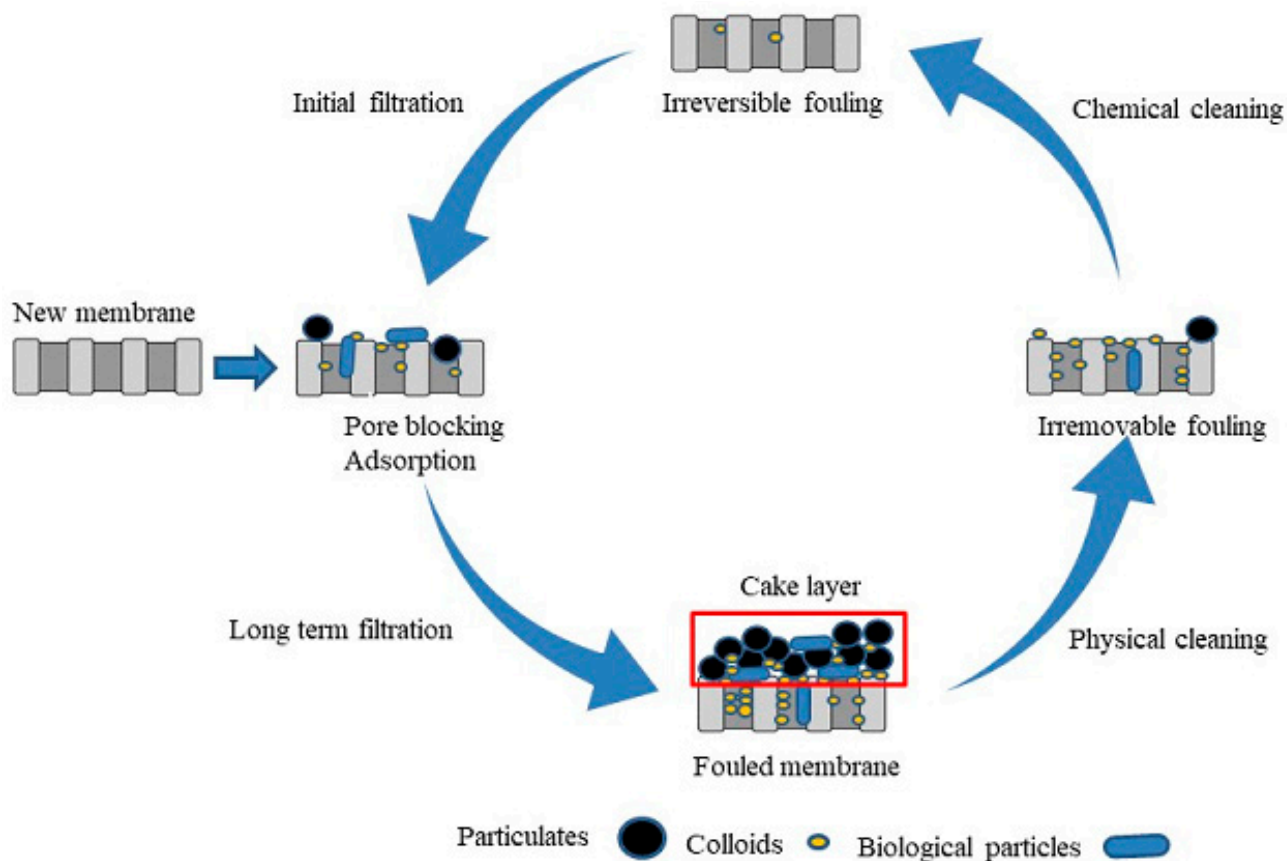 Irreversible fouling
Initial filtration
Chemical cleaning
New membrane
Pore blocking
Adsorption
Irremovable fouling
Cake layer
Long term filtration
Physical cleaning
Fouled membrane
Particulates Colloids Biological particles